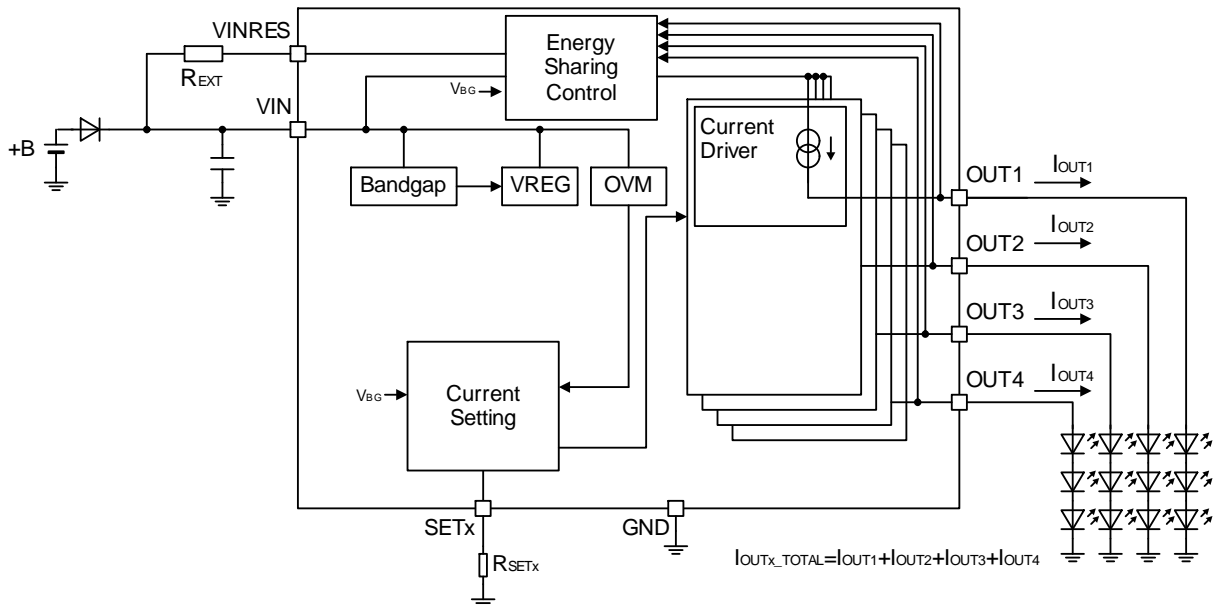 VINRES
REXT
VIN
+B
Energy
Sharing
Control
VBG
Bandgap
VREG
OVM
Current
Driver
OUT1
IOUT1
OUT2
IOUT2
OUT3
IOUT3
OUT4
IOUT4
VBG
Current
Setting
SETx
GND
RSETx
IOUTx_TOTAL=IOUT1+IOUT2+IOUT3+IOUT4